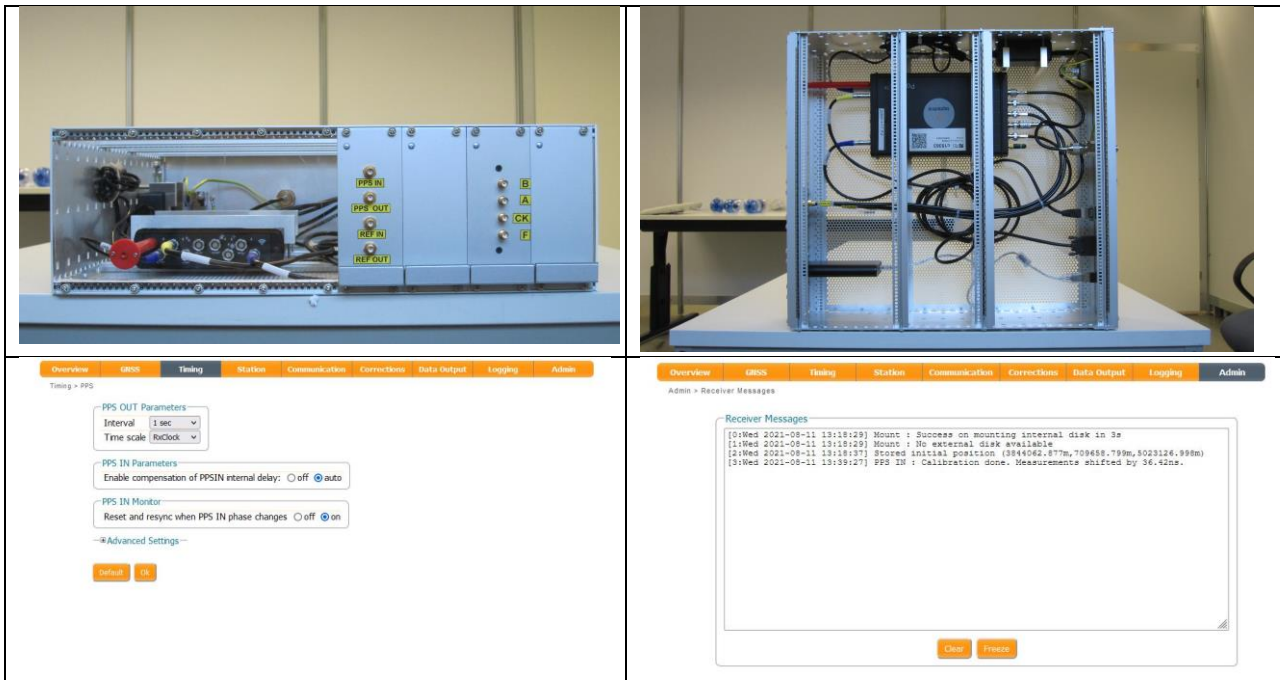 PPS IN
PPS OUT
REF IN
REF OUT
B
A
CK
F
Overview GNSS Timing Station Communication Corrections Data Output Logging Admin
Timing > PPS
PPS OUT Parameters
Interval 1 sec
Time scale RxClock
PPS IN Parameters
Enable compensation of PPSIN internal delay: off auto
PPS IN Monitor
Reset and resync when PPS IN phase changes off on
Advanced Settings
Default Ok
Overview GNSS Timing Station Communication Corrections Data Output Logging Admin
Admin > Receiver Messages
Receiver Messages
[0:Wed 2021-08-11 13:18:29] Mount : Success on mounting internal disk in 3s
[1:Wed 2021-08-11 13:18:29] Mount : No external disk available
[2:Wed 2021-08-11 13:18:37] Stored initial position (3844062.877m,709658.799m,5023126.998m)
[3:Wed 2021-08-11 13:39:27] PPS IN : Calibration done. Measurements shifted by 36.42ns.
Clear Freeze